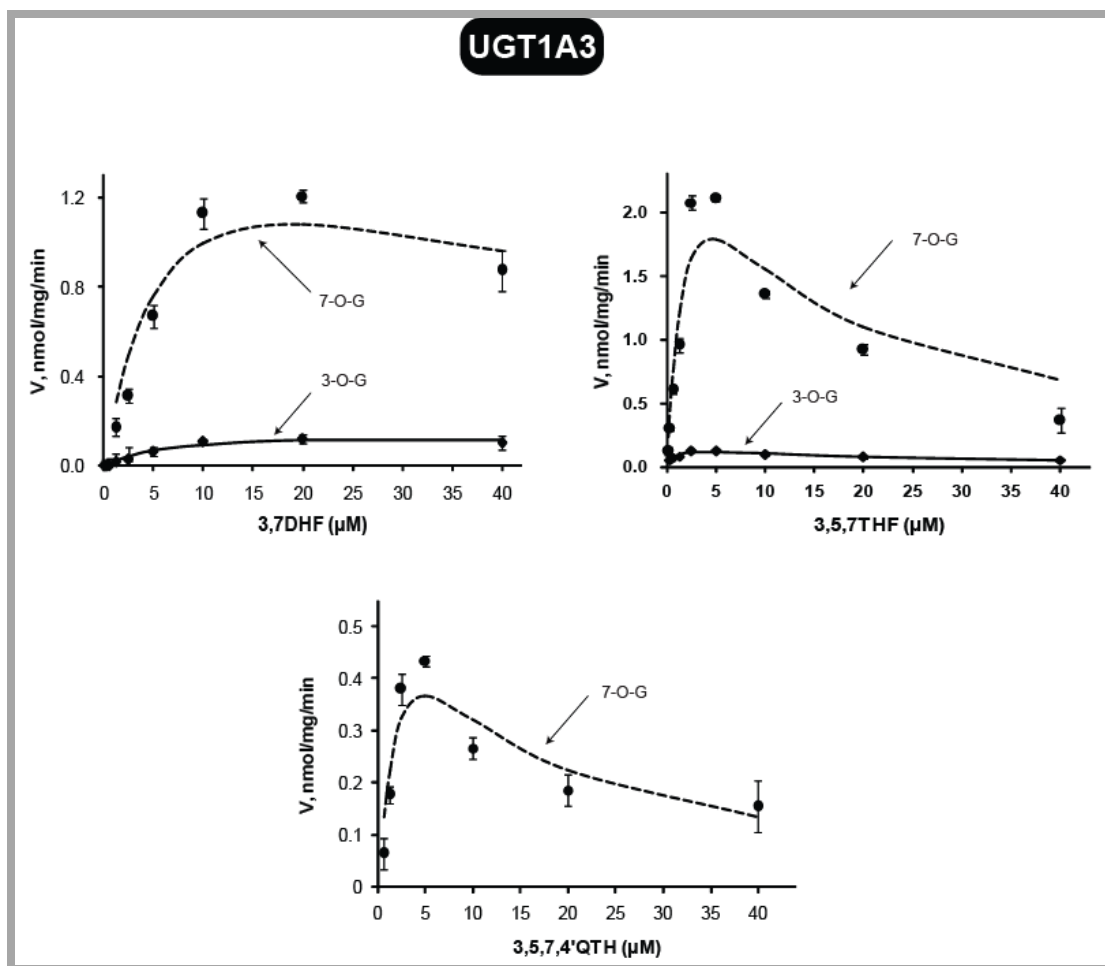 UGT1A3
V, nmol/mg/min
1.2
0.8
0.4
0.0
7-O-G
3-O-G
0 5 10 15 20 25 30 35 40
3,7DHF (µM)
V, nmol/mg/min
2.0
1.5
1.0
0.5
0.0
7-O-G
3-O-G
0 5 10 15 20 25 30 35 40
3,5,7THF (µM)
V, nmol/mg/min
0.5
0.4
0.3
0.2
0.1
0
7-O-G
0 5 10 15 20 25 30 35 40
3,5,7,4'QTH (µM)